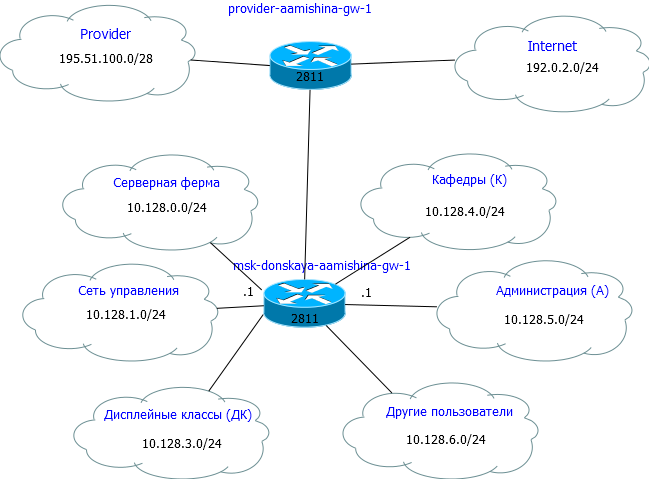 provider-aamishina-gw-1
Provider
195.51.100.0/28
Internet
192.0.2.0/24
2811
Серверная ферма
10.128.0.0/24
Кафедры (К)
10.128.4.0/24
msk-donskaya-aamishina-gw-1
Сеть управления
10.128.1.0/24
.1
.1
2811
Администрация (А)
10.128.5.0/24
Дисплейные классы (ДК)
10.128.3.0/24
Другие пользователи
10.128.6.0/24